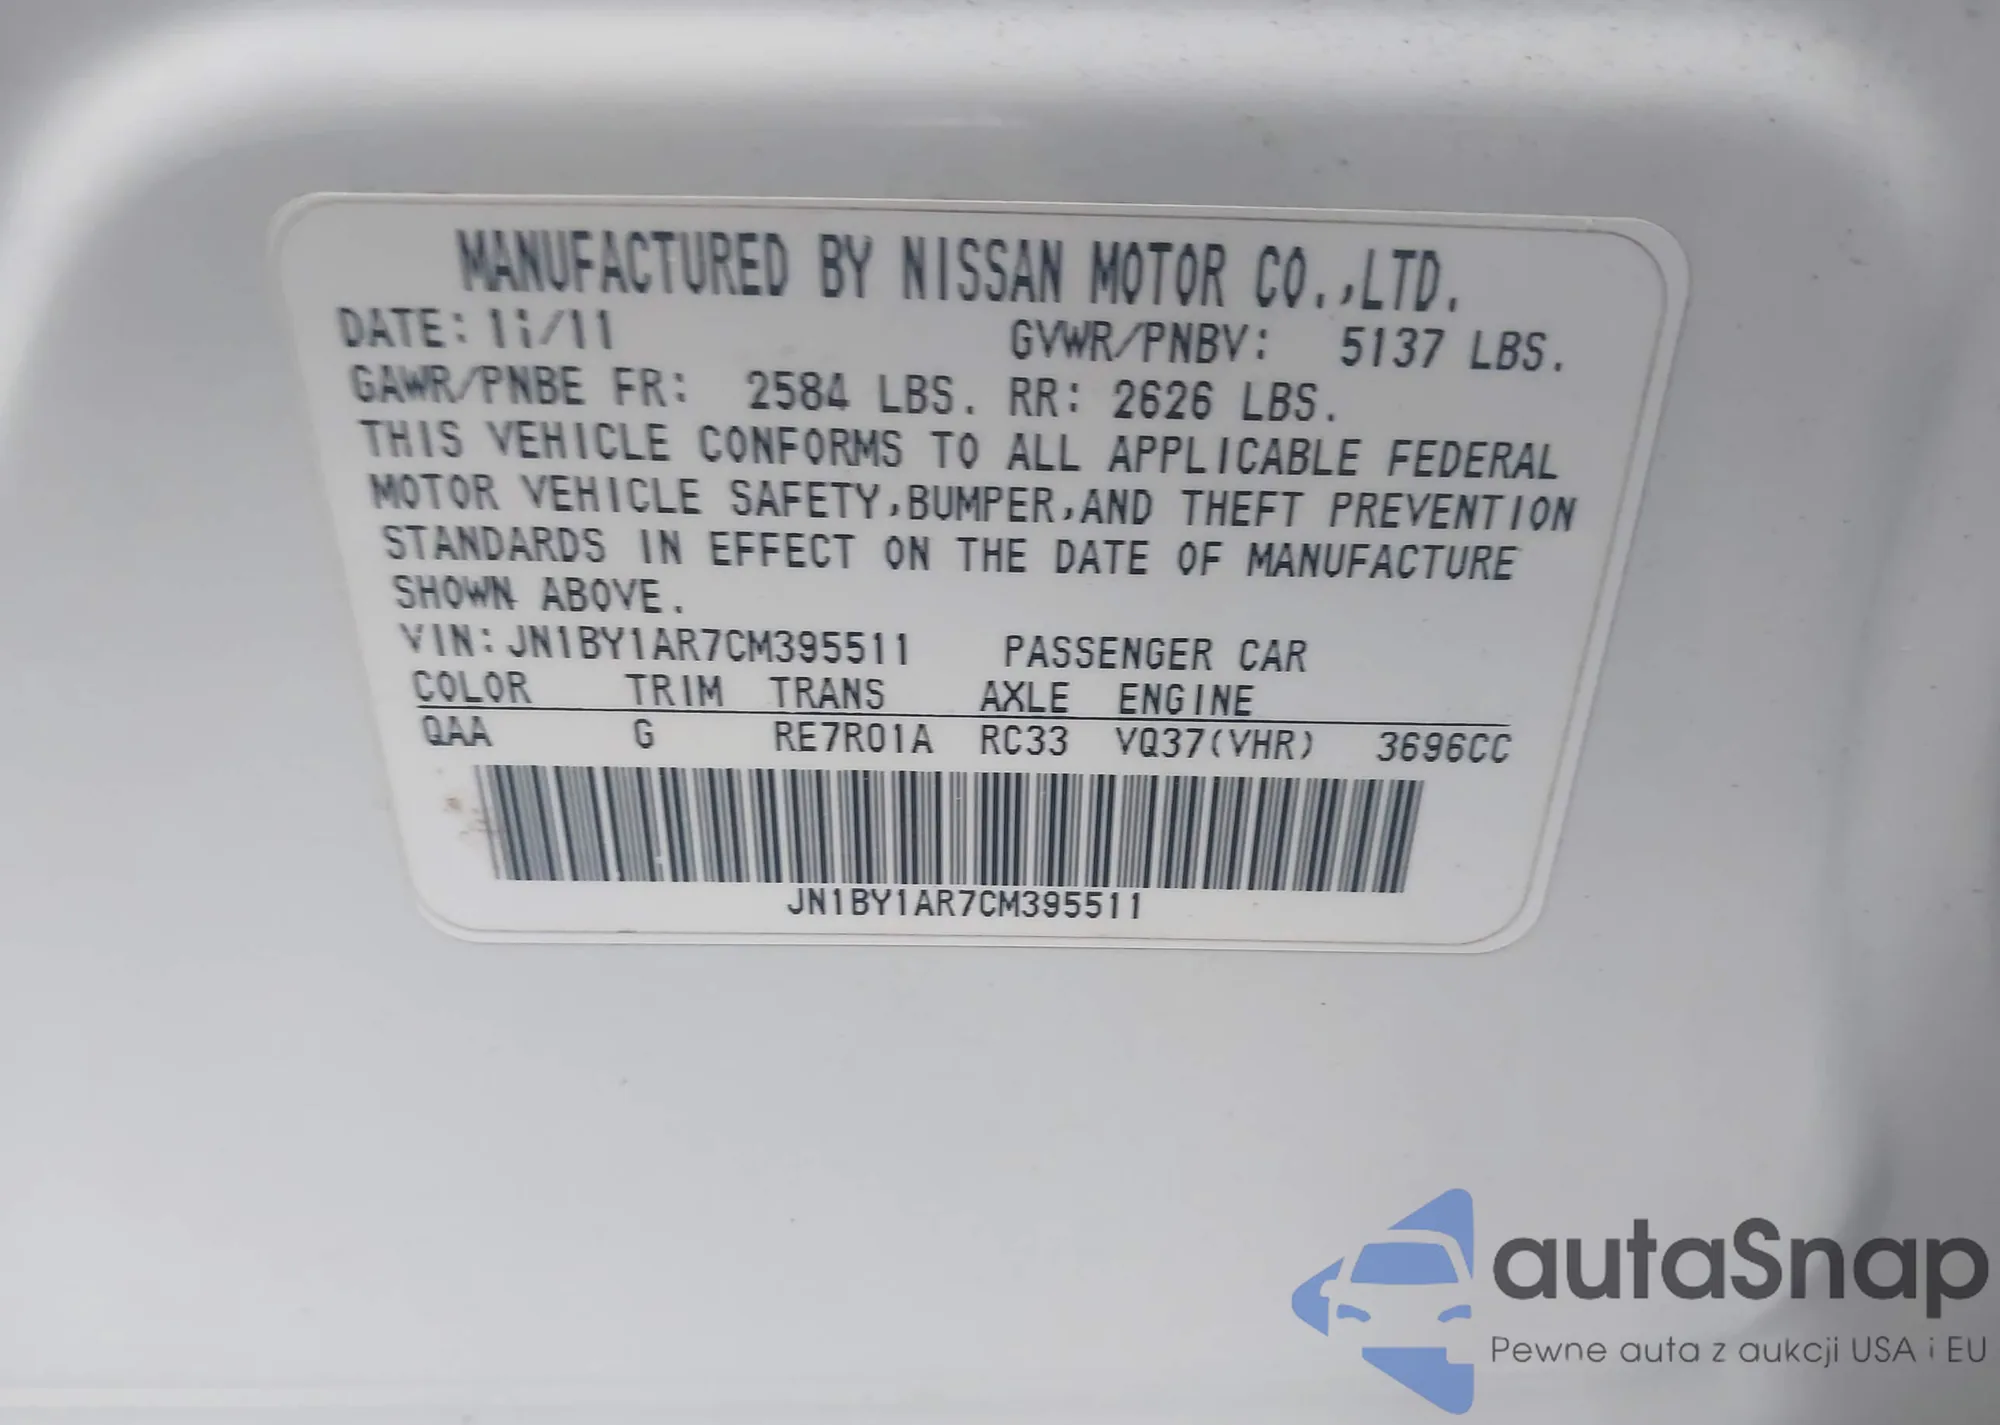 MANUFACTURED BY NISSAN MOTOR CO.,LTD.
DATE: 11/11 GVWR/PNBV: 5137 LBS.
GAWR/PNBE FR: 2584 LBS. RR: 2626 LBS.
THIS VEHICLE CONFORMS TO ALL APPLICABLE FEDERAL
MOTOR VEHICLE SAFETY,BUMPER,AND THEFT PREVENTION
STANDARDS IN EFFECT ON THE DATE OF MANUFACTURE
SHOWN ABOVE.
VIN:JN1BY1AR7CM395511 PASSENGER CAR
COLOR TRIM TRANS AXLE ENGINE
QAA G RE7R01A RC33 VQ37(VHR) 3696CC
JN1BY1AR7CM395511
autaSnap
Pewne auta z aukcji USA i EU